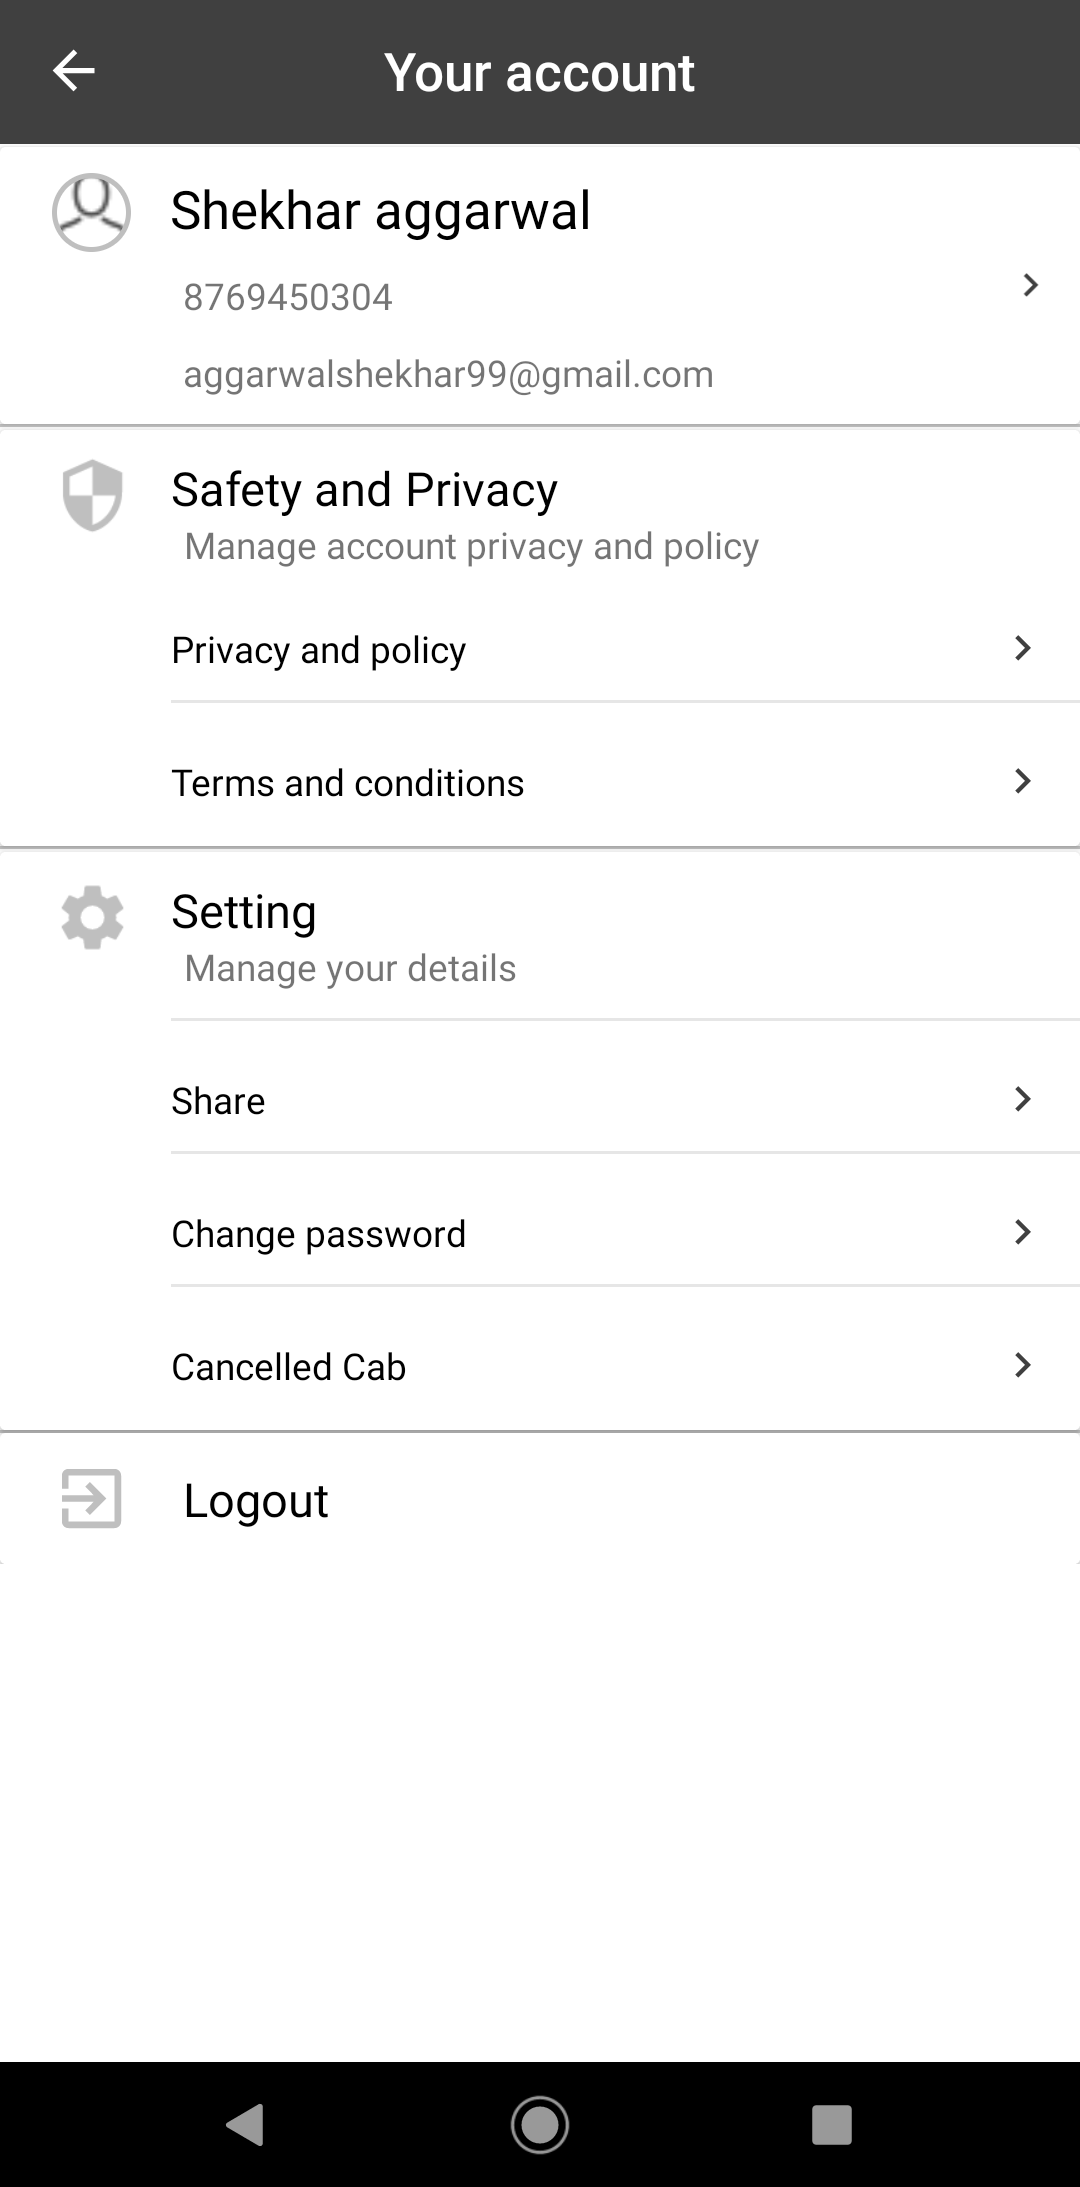 Your account
Shekhar aggarwal
8769450304
aggarwalshekhar99@gmail.com
Safety and Privacy
Manage account privacy and policy
Privacy and policy
Terms and conditions
Setting
Manage your details
Share
Change password
Cancelled Cab
Logout